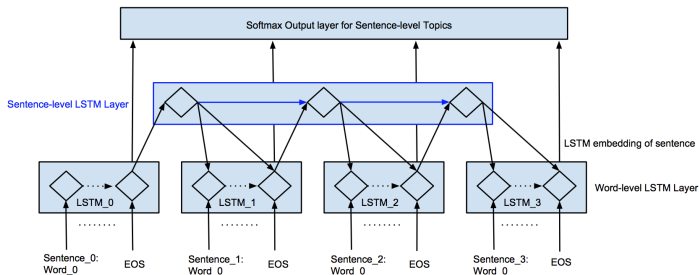 Softmax Output layer for Sentence-level Topics
Sentence-level LSTM Layer
LSTM embedding of sentence
Word-level LSTM Layer
LSTM_0
LSTM_1
LSTM_2
LSTM_3
Sentence_0:
Word_0
EOS
Sentence_1:
Word 0
EOS
Sentence_2:
Word 0
EOS
Sentence_3:
Word 0
EOS